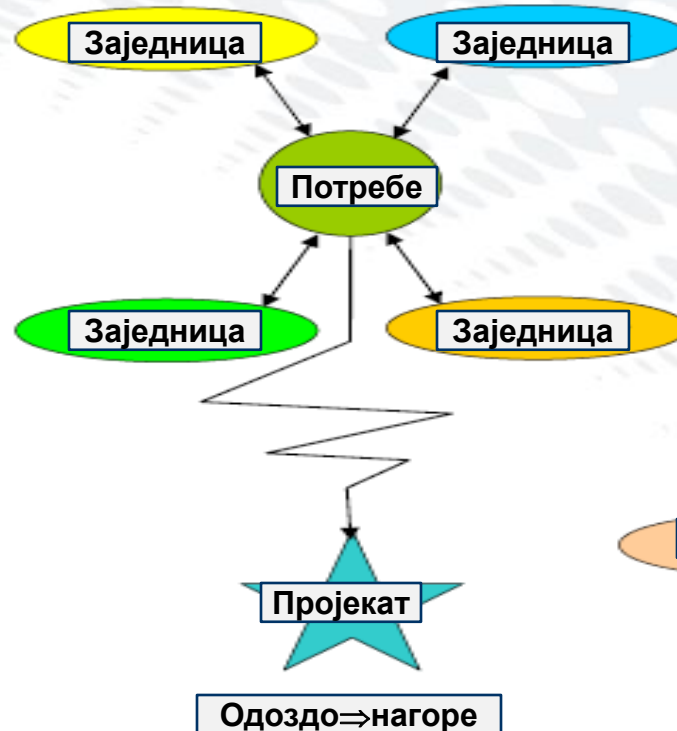 Заједница
Заједница
Потребе
Заједница
Заједница
Пројекат
Одоздо⇒нагоре